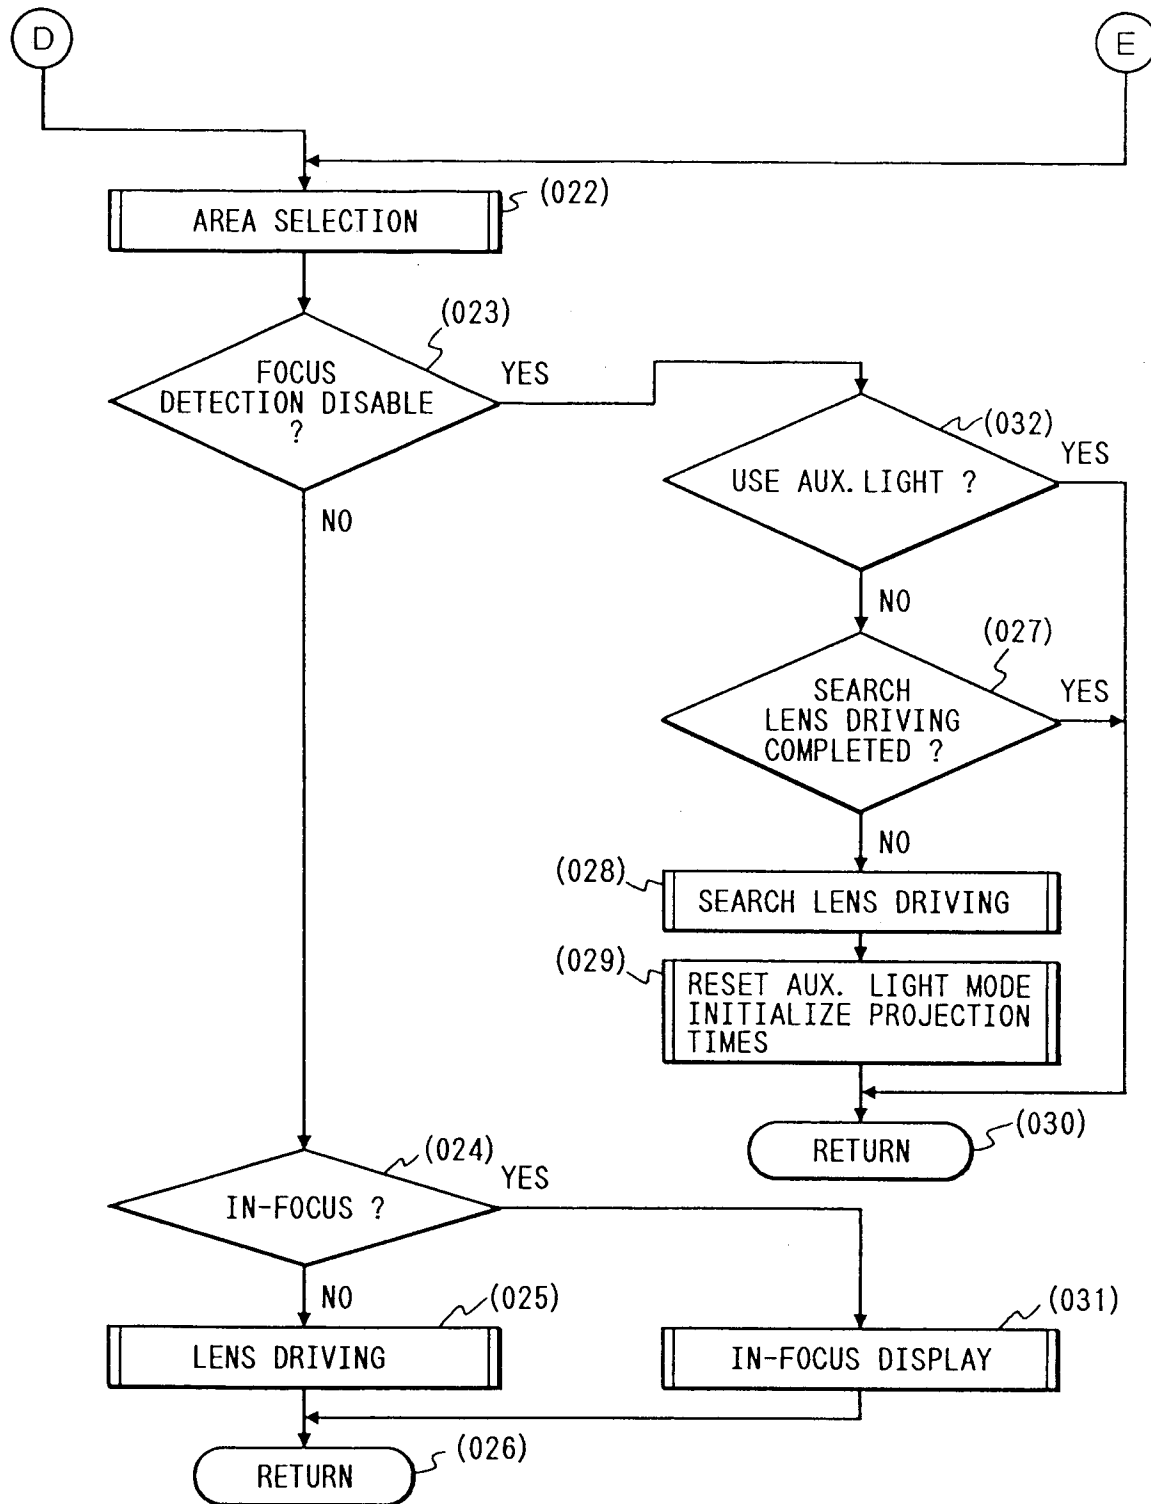 D
E
(022)
AREA SELECTION
(023)
FOCUS
DETECTION DISABLE
?
YES
NO
(032)
USE AUX. LIGHT ?
YES
NO
(027)
SEARCH
LENS DRIVING
COMPLETED ?
YES
NO
(028)
SEARCH LENS DRIVING
(029)
RESET AUX. LIGHT MODE
INITIALIZE PROJECTION
TIMES
RETURN
(030)
(024)
IN-FOCUS ?
YES
NO
(025)
LENS DRIVING
(031)
IN-FOCUS DISPLAY
RETURN
(026)